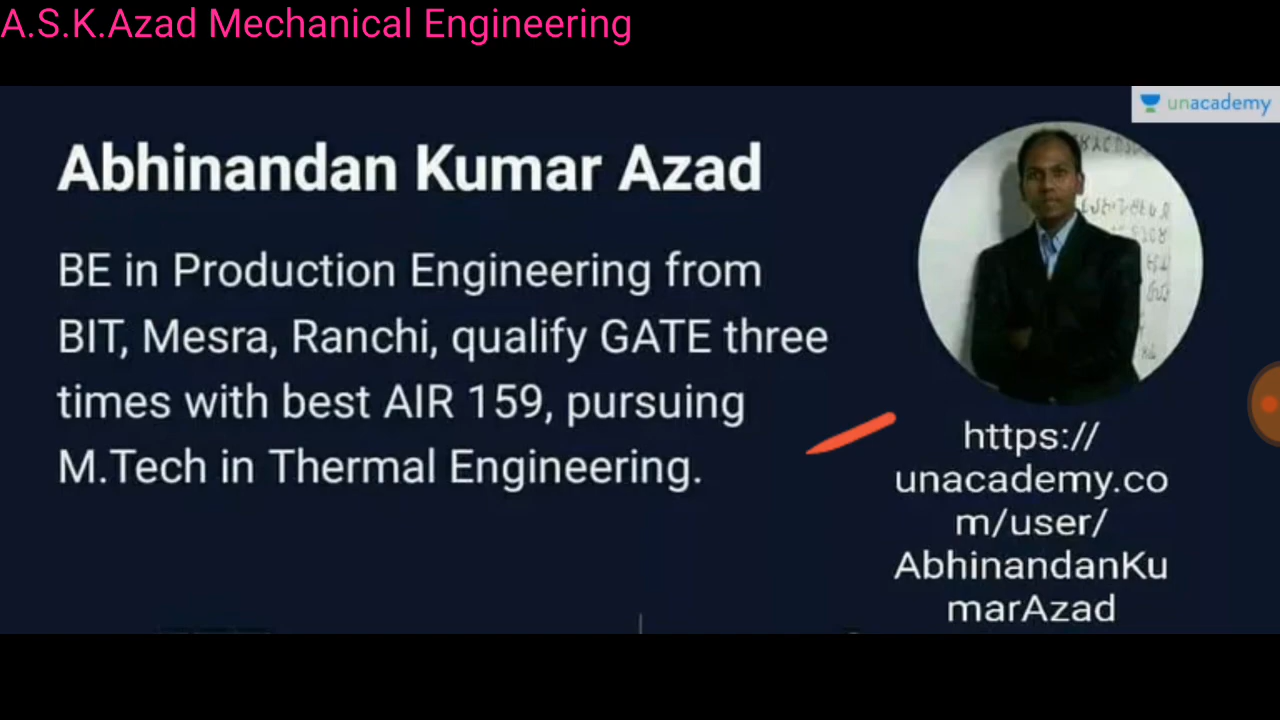 A.S.K.Azad Mechanical Engineering
unacademy
Abhinandan Kumar Azad
BE in Production Engineering from
BIT, Mesra, Ranchi, qualify GATE three
times with best AIR 159, pursuing
M.Tech in Thermal Engineering.
https://
unacademy.co
m/user/
AbhinandanKu
marAzad